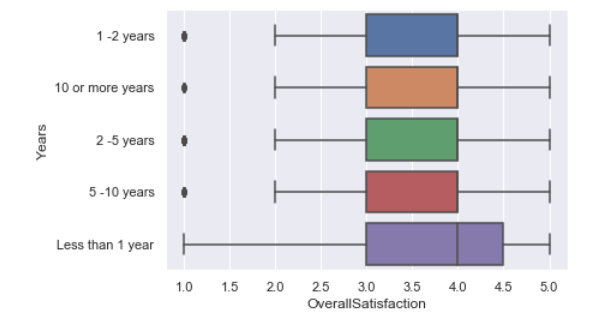 Years
1 -2 years
10 or more years
2 -5 years
5 -10 years
Less than 1 year
1.0 1.5 2.0 2.5 3.0 3.5 4.0 4.5 5.0
OverallSatisfaction